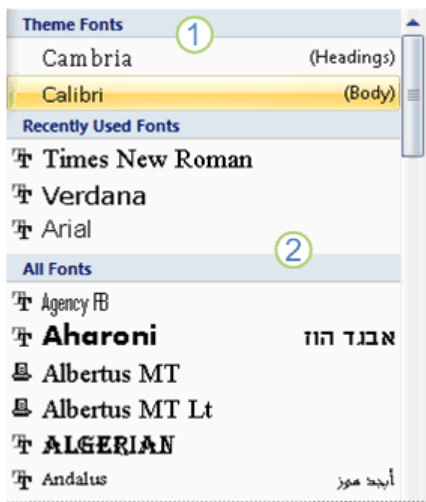 Theme Fonts
1
Cambria (Headings)
Calibri (Body)
Recently Used Fonts
Times New Roman
Verdana
Arial
2
All Fonts
Agency FB
Aharoni אבגד הוז
Albertus MT
Albertus MT Lt
ALGERIAN
Andalus أبجد هوز